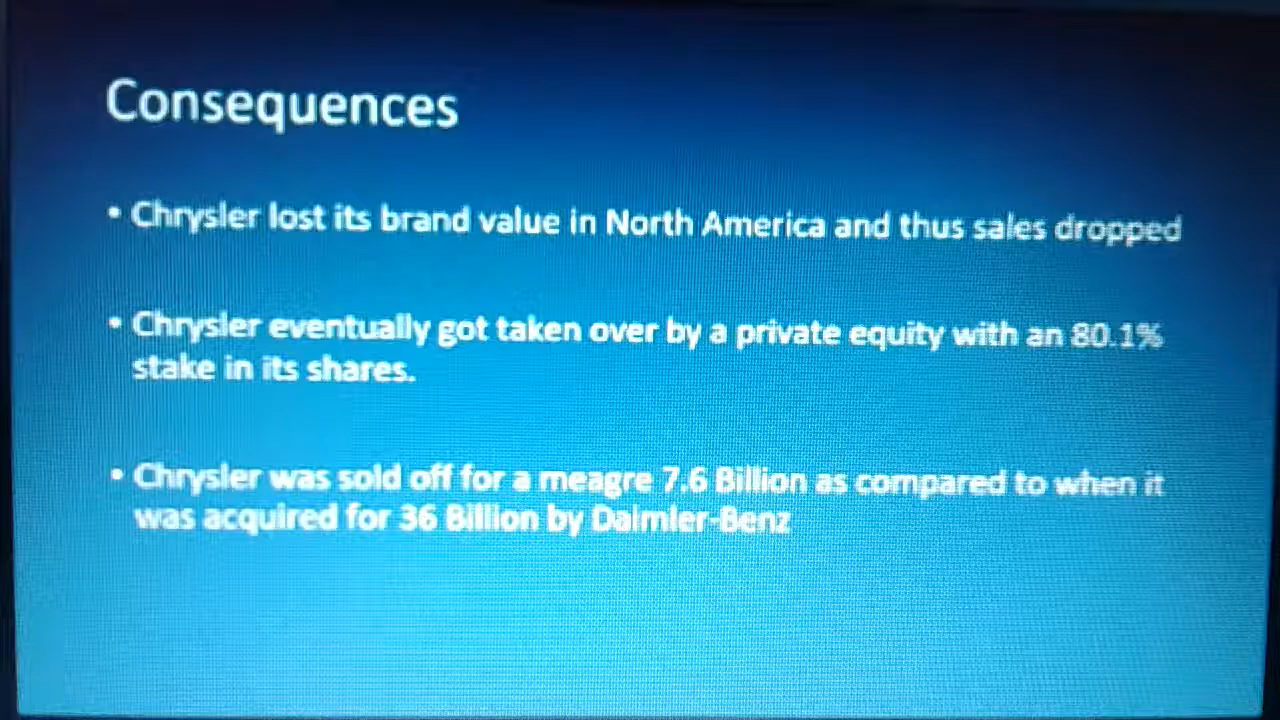 Consequences
• Chrysler lost its brand value in North America and thus sales dropped
• Chrysler eventually got taken over by a private equity with an 80.1%
stake in its shares.
• Chrysler was sold off for a meagre 7.6 Billion as compared to when it
was acquired for 36 Billion by Daimler-Benz